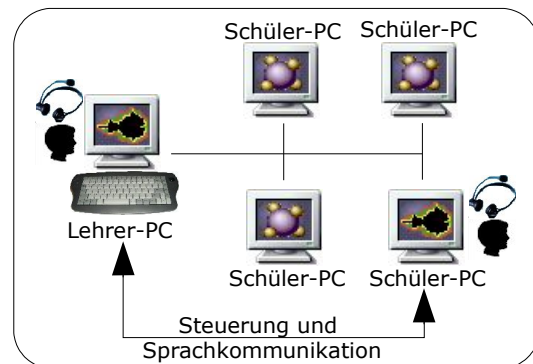 Schüler-PC
Schüler-PC
Lehrer-PC
Schüler-PC
Schüler-PC
Steuerung und
Sprachkommunikation